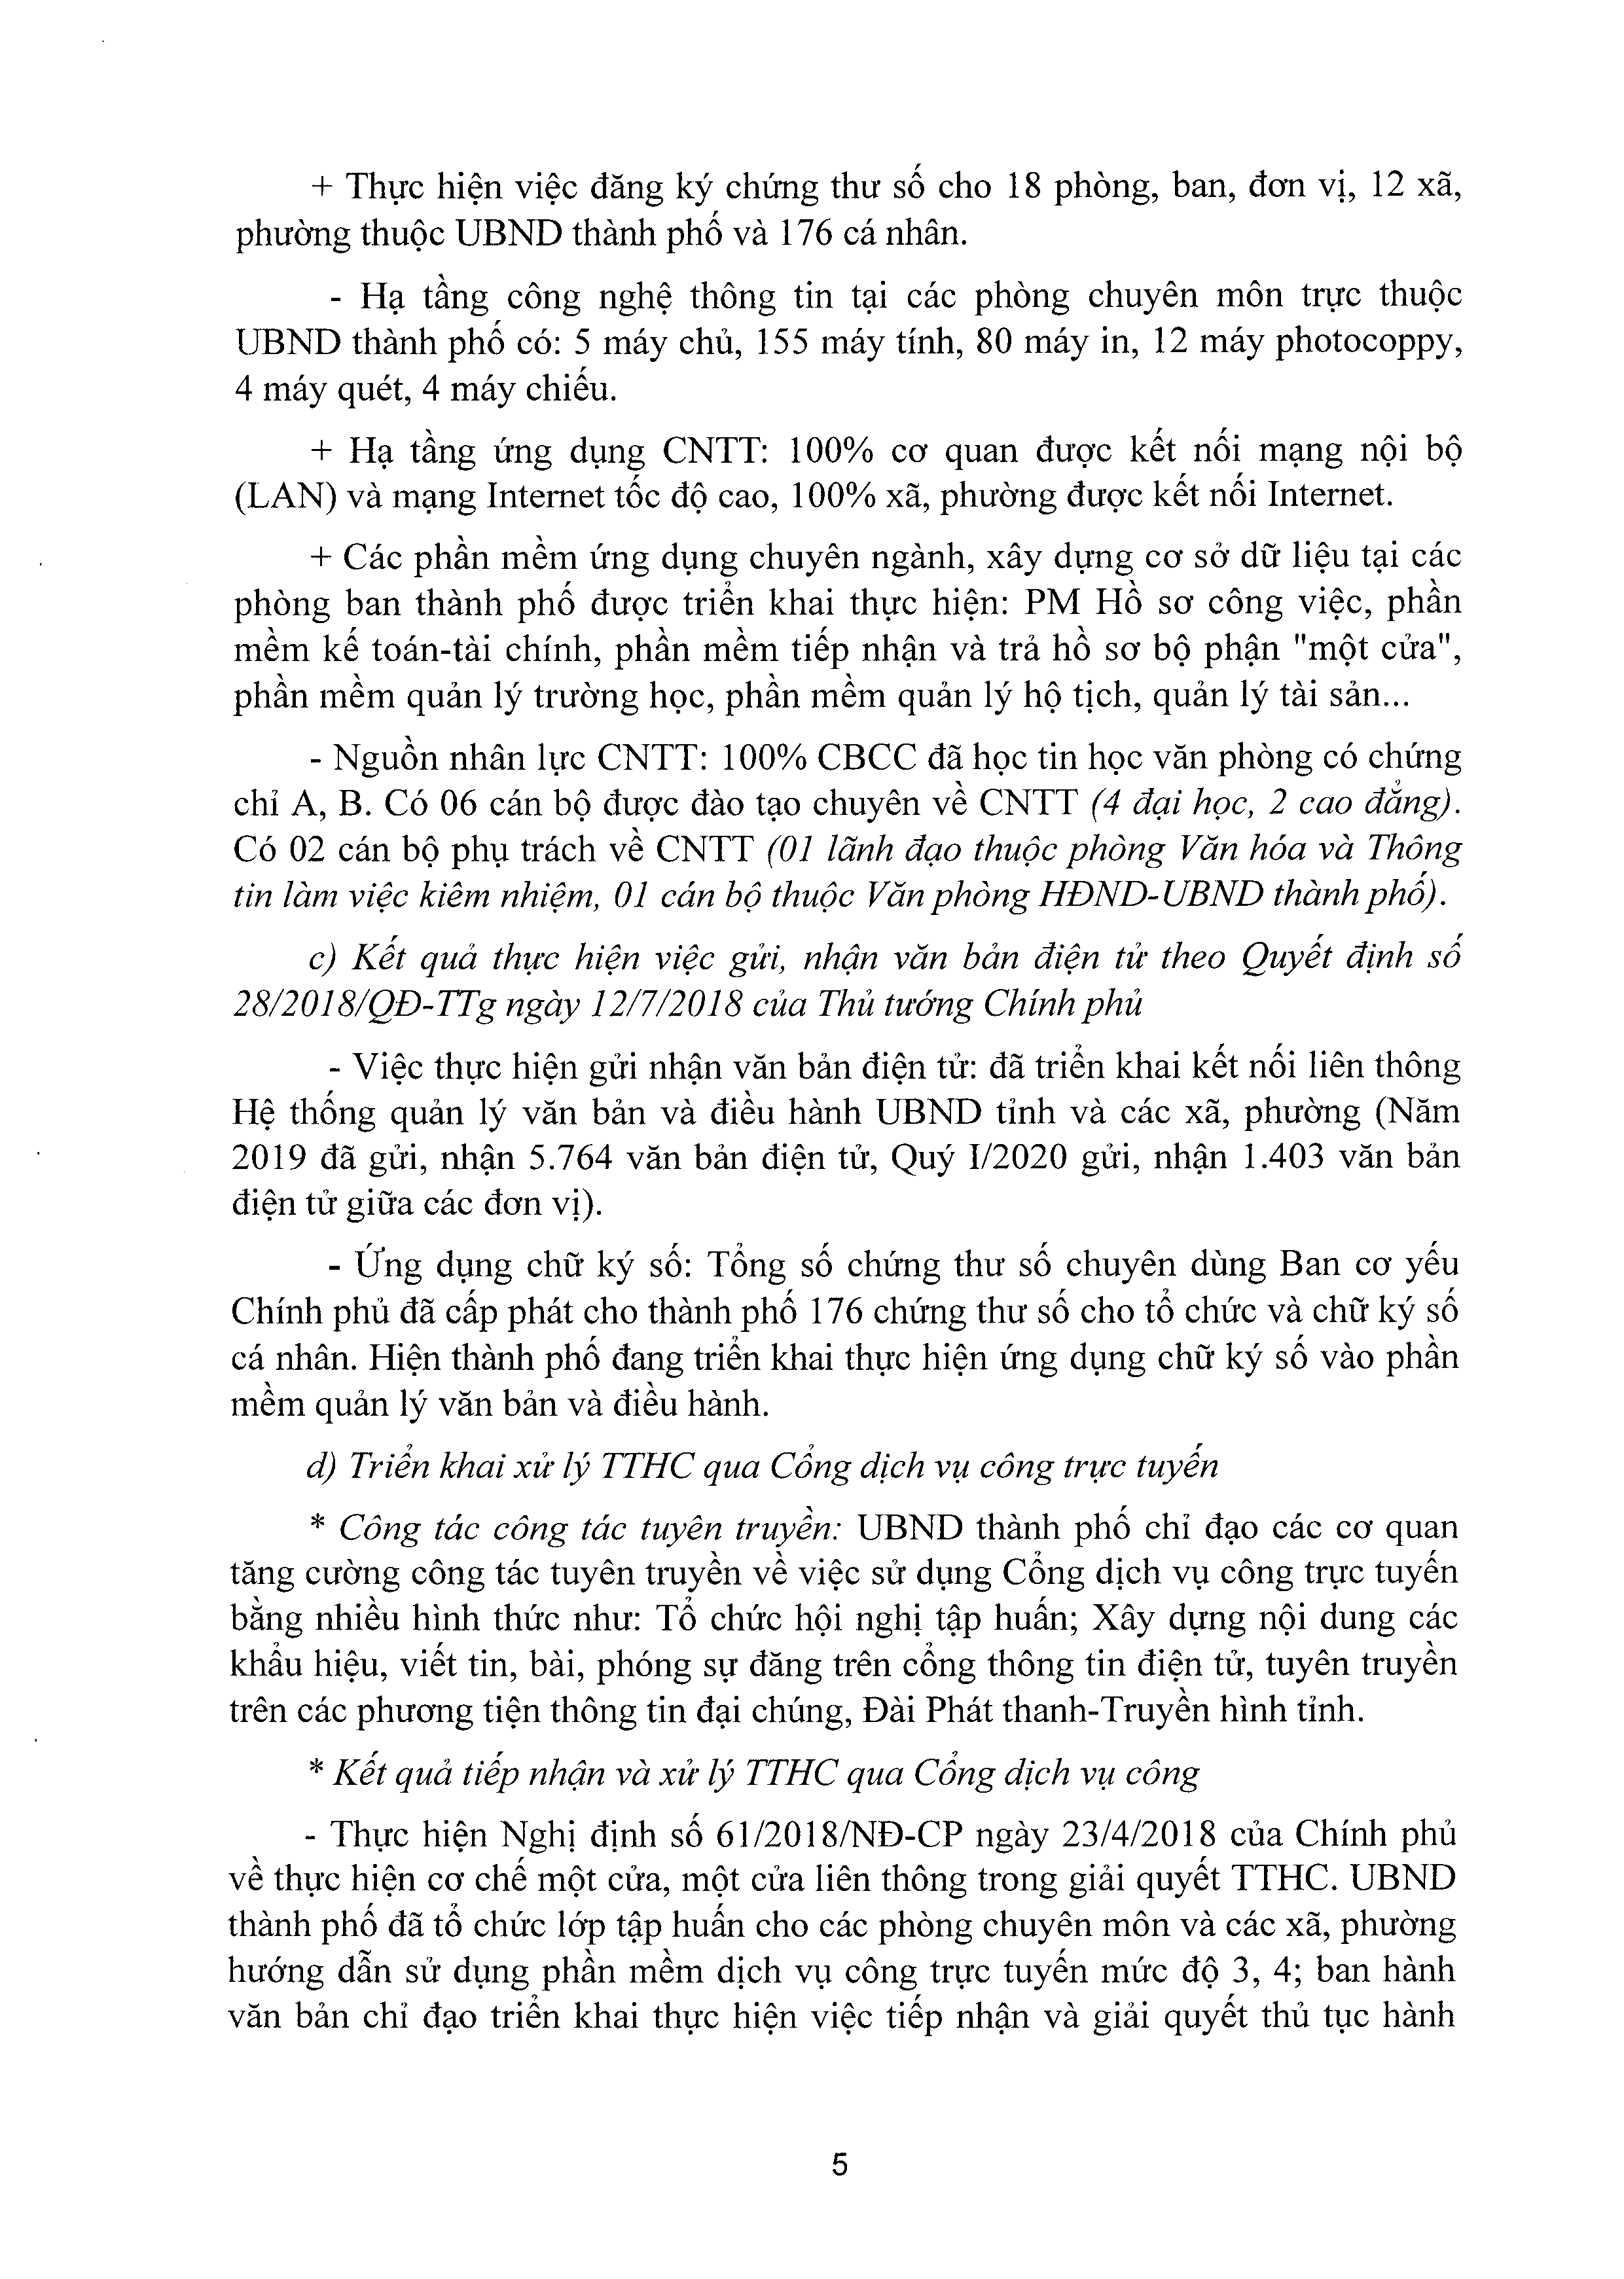 + Thực hiện việc đăng ký chứng thư số cho 18 phòng, ban, đơn vị, 12 xã,
phường thuộc UBND thành phố và 176 cá nhân.
- Hạ tầng công nghệ thông tin tại các phòng chuyên môn trực thuộc
UBND thành phố có: 5 máy chủ, 155 máy tính, 80 máy in, 12 máy photocoppy,
4 máy quét, 4 máy chiếu.
+ Hạ tầng ứng dụng CNTT: 100% cơ quan được kết nối mạng nội bộ
(LAN) và mạng Internet tốc độ cao, 100% xã, phường được kết nối Internet.
+ Các phần mềm ứng dụng chuyên ngành, xây dựng cơ sở dữ liệu tại các
phòng ban thành phố được triển khai thực hiện: PM Hồ sơ công việc, phần
mềm kế toán-tài chính, phần mềm tiếp nhận và trả hồ sơ bộ phận "một cửa",
phần mềm quản lý trường học, phần mềm quản lý hộ tịch, quản lý tài sản...
- Nguồn nhân lực CNTT: 100% CBCC đã học tin học văn phòng có chứng
chỉ A, B. Có 06 cán bộ được đào tạo chuyên về CNTT (4 đại học, 2 cao đẳng).
Có 02 cán bộ phụ trách về CNTT (01 lãnh đạo thuộc phòng Văn hóa và Thông
tin làm việc kiêm nhiệm, 01 cán bộ thuộc Văn phòng HĐND-UBND thành phố).
c) Kết quả thực hiện việc gửi, nhận văn bản điện tử theo Quyết định số
28/2018/QĐ-TTg ngày 12/7/2018 của Thủ tướng Chính phủ
- Việc thực hiện gửi nhận văn bản điện tử: đã triển khai kết nối liên thông
Hệ thống quản lý văn bản và điều hành UBND tỉnh và các xã, phường (Năm
2019 đã gửi, nhận 5.764 văn bản điện tử, Quý I/2020 gửi, nhận 1.403 văn bản
điện tử giữa các đơn vị).
- Ứng dụng chữ ký số: Tổng số chứng thư số chuyên dùng Ban cơ yếu
Chính phủ đã cấp phát cho thành phố 176 chứng thư số cho tổ chức và chữ ký số
cá nhân. Hiện thành phố đang triển khai thực hiện ứng dụng chữ ký số vào phần
mềm quản lý văn bản và điều hành.
d) Triển khai xử lý TTHC qua Cổng dịch vụ công trực tuyến
* Công tác công tác tuyên truyền: UBND thành phố chỉ đạo các cơ quan
tăng cường công tác tuyên truyền về việc sử dụng Cổng dịch vụ công trực tuyến
bằng nhiều hình thức như: Tổ chức hội nghị tập huấn; Xây dựng nội dung các
khẩu hiệu, viết tin, bài, phóng sự đăng trên cổng thông tin điện tử, tuyên truyền
trên các phương tiện thông tin đại chúng, Đài Phát thanh-Truyền hình tỉnh.
* Kết quả tiếp nhận và xử lý TTHC qua Cổng dịch vụ công
- Thực hiện Nghị định số 61/2018/NĐ-CP ngày 23/4/2018 của Chính phủ
về thực hiện cơ chế một cửa, một cửa liên thông trong giải quyết TTHC. UBND
thành phố đã tổ chức lớp tập huấn cho các phòng chuyên môn và các xã, phường
hướng dẫn sử dụng phần mềm dịch vụ công trực tuyến mức độ 3, 4; ban hành
văn bản chỉ đạo triển khai thực hiện việc tiếp nhận và giải quyết thủ tục hành
5